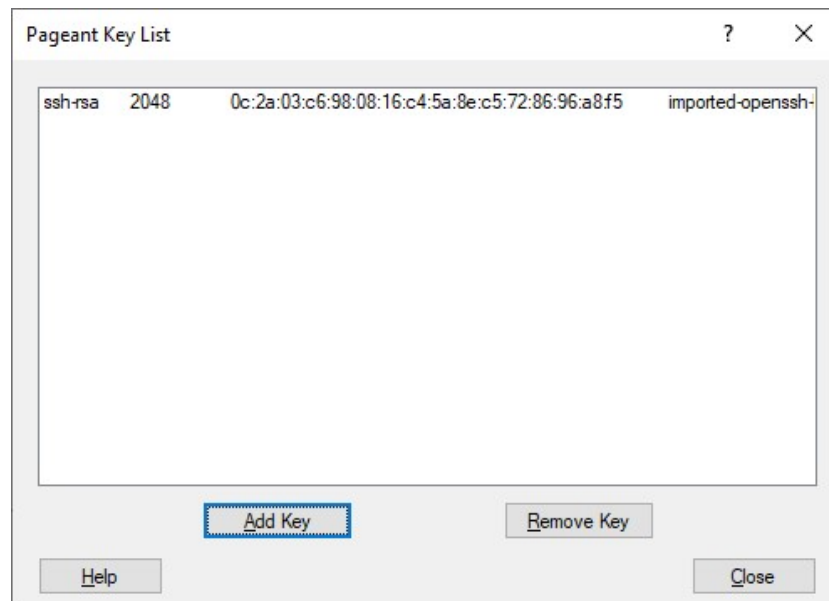 Pageant Key List
ssh-rsa 2048 0c:2a:03:c6:98:08:16:c4:5a:8e:c5:72:86:96:a8:f5 imported-openssh-
Add Key Remove Key
Help Close